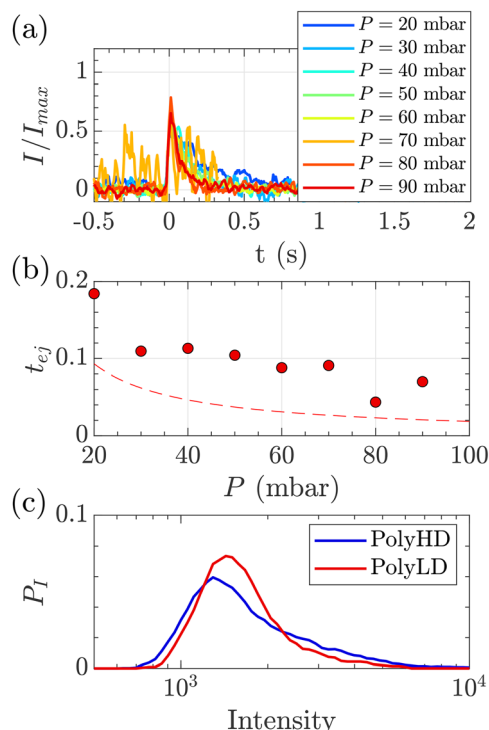 (a)
P = 20 mbar
P = 30 mbar
P = 40 mbar
P = 50 mbar
P = 60 mbar
P = 70 mbar
P = 80 mbar
P = 90 mbar
I/I_max
1
0.5
0
-0.5 0 0.5 1 1.5 2
t (s)
(b)
0.2
0.1
0
t_ej
20 40 60 80 100
P (mbar)
(c)
0.1
0
P_I
PolyHD
PolyLD
10^3 10^4
Intensity